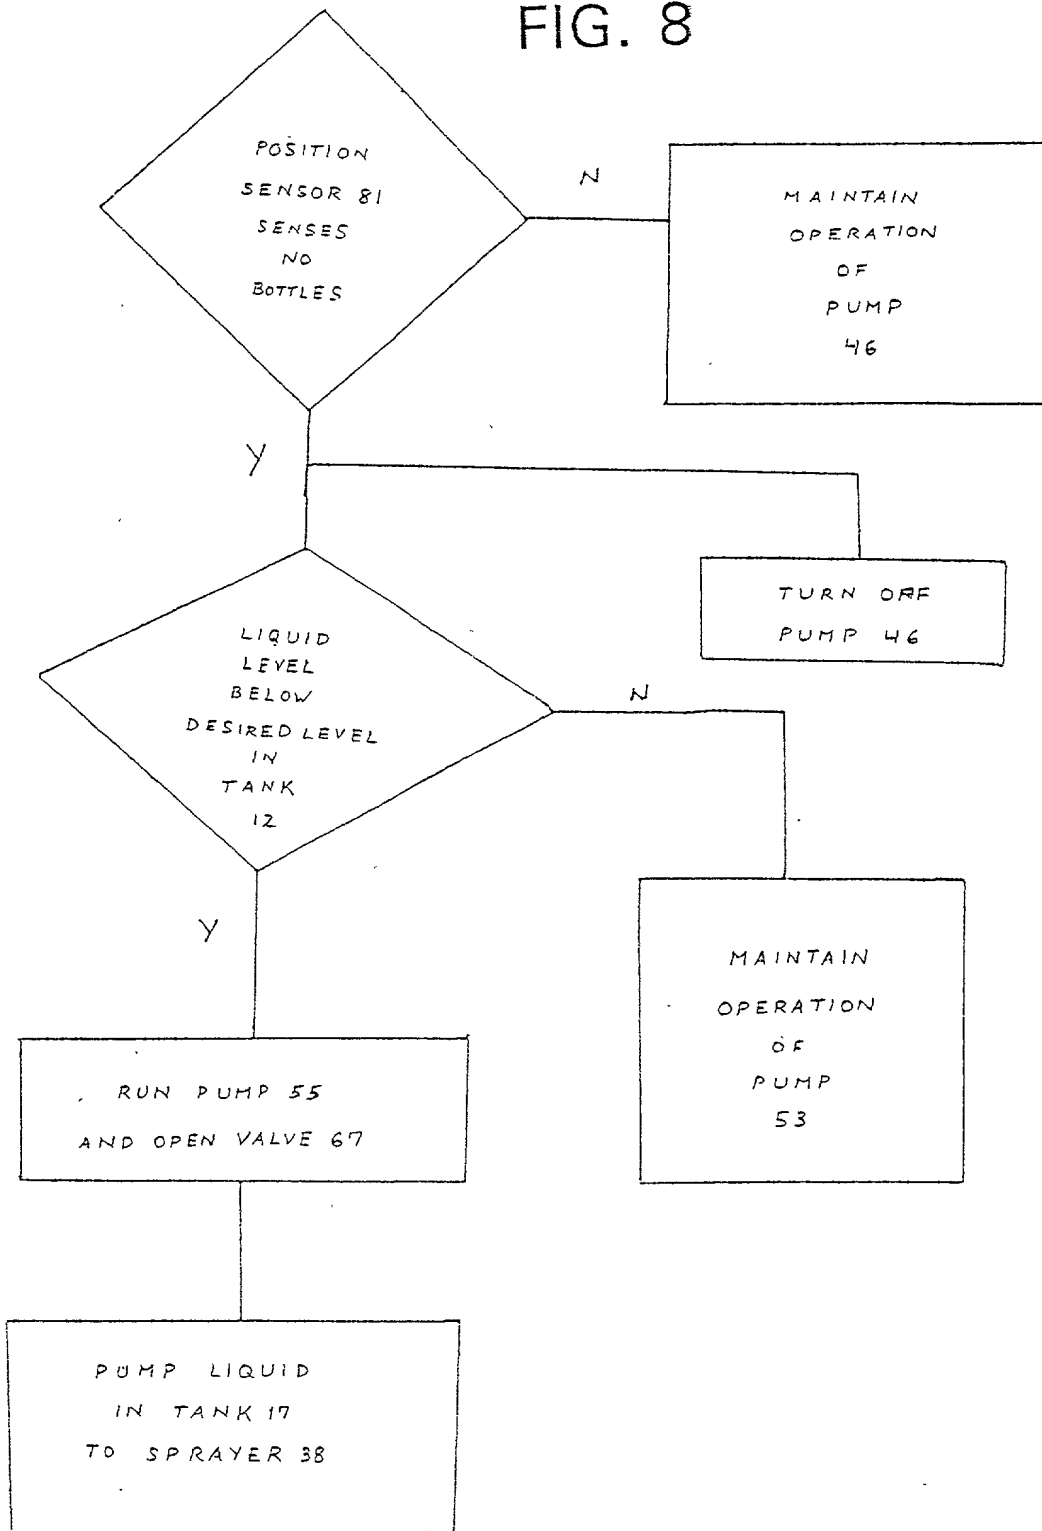 FIG. 8
POSITION
SENSOR 81
SENSES
NO
BOTTLES
N
MAINTAIN
OPERATION
OF
PUMP
46
Y
TURN OFF
PUMP 46
LIQUID
LEVEL
BELOW
DESIRED LEVEL
IN
TANK
12
N
MAINTAIN
OPERATION
OF
PUMP
53
Y
RUN PUMP 55
AND OPEN VALVE 67
PUMP LIQUID
IN TANK 17
TO SPRAYER 38